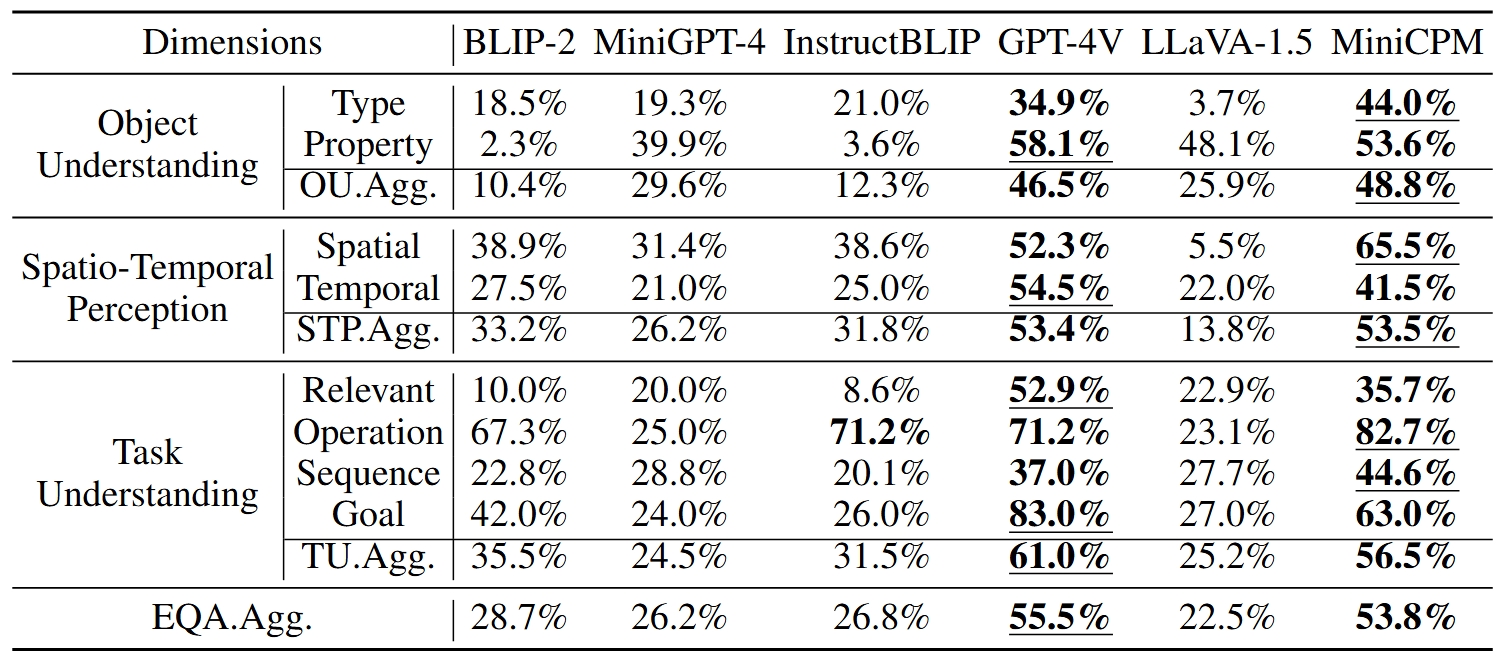 Dimensions BLIP-2 MiniGPT-4 InstructBLIP GPT-4V LLaVA-1.5 MiniCPM
Object Understanding
Type 18.5% 19.3% 21.0% 34.9% 3.7% 44.0%
Property 2.3% 39.9% 3.6% 58.1% 48.1% 53.6%
OU.Agg. 10.4% 29.6% 12.3% 46.5% 25.9% 48.8%
Spatio-Temporal Perception
Spatial 38.9% 31.4% 38.6% 52.3% 5.5% 65.5%
Temporal 27.5% 21.0% 25.0% 54.5% 22.0% 41.5%
STP.Agg. 33.2% 26.2% 31.8% 53.4% 13.8% 53.5%
Task Understanding
Relevant 10.0% 20.0% 8.6% 52.9% 22.9% 35.7%
Operation 67.3% 25.0% 71.2% 71.2% 23.1% 82.7%
Sequence 22.8% 28.8% 20.1% 37.0% 27.7% 44.6%
Goal 42.0% 24.0% 26.0% 83.0% 27.0% 63.0%
TU.Agg. 35.5% 24.5% 31.5% 61.0% 25.2% 56.5%
EQA.Agg. 28.7% 26.2% 26.8% 55.5% 22.5% 53.8%